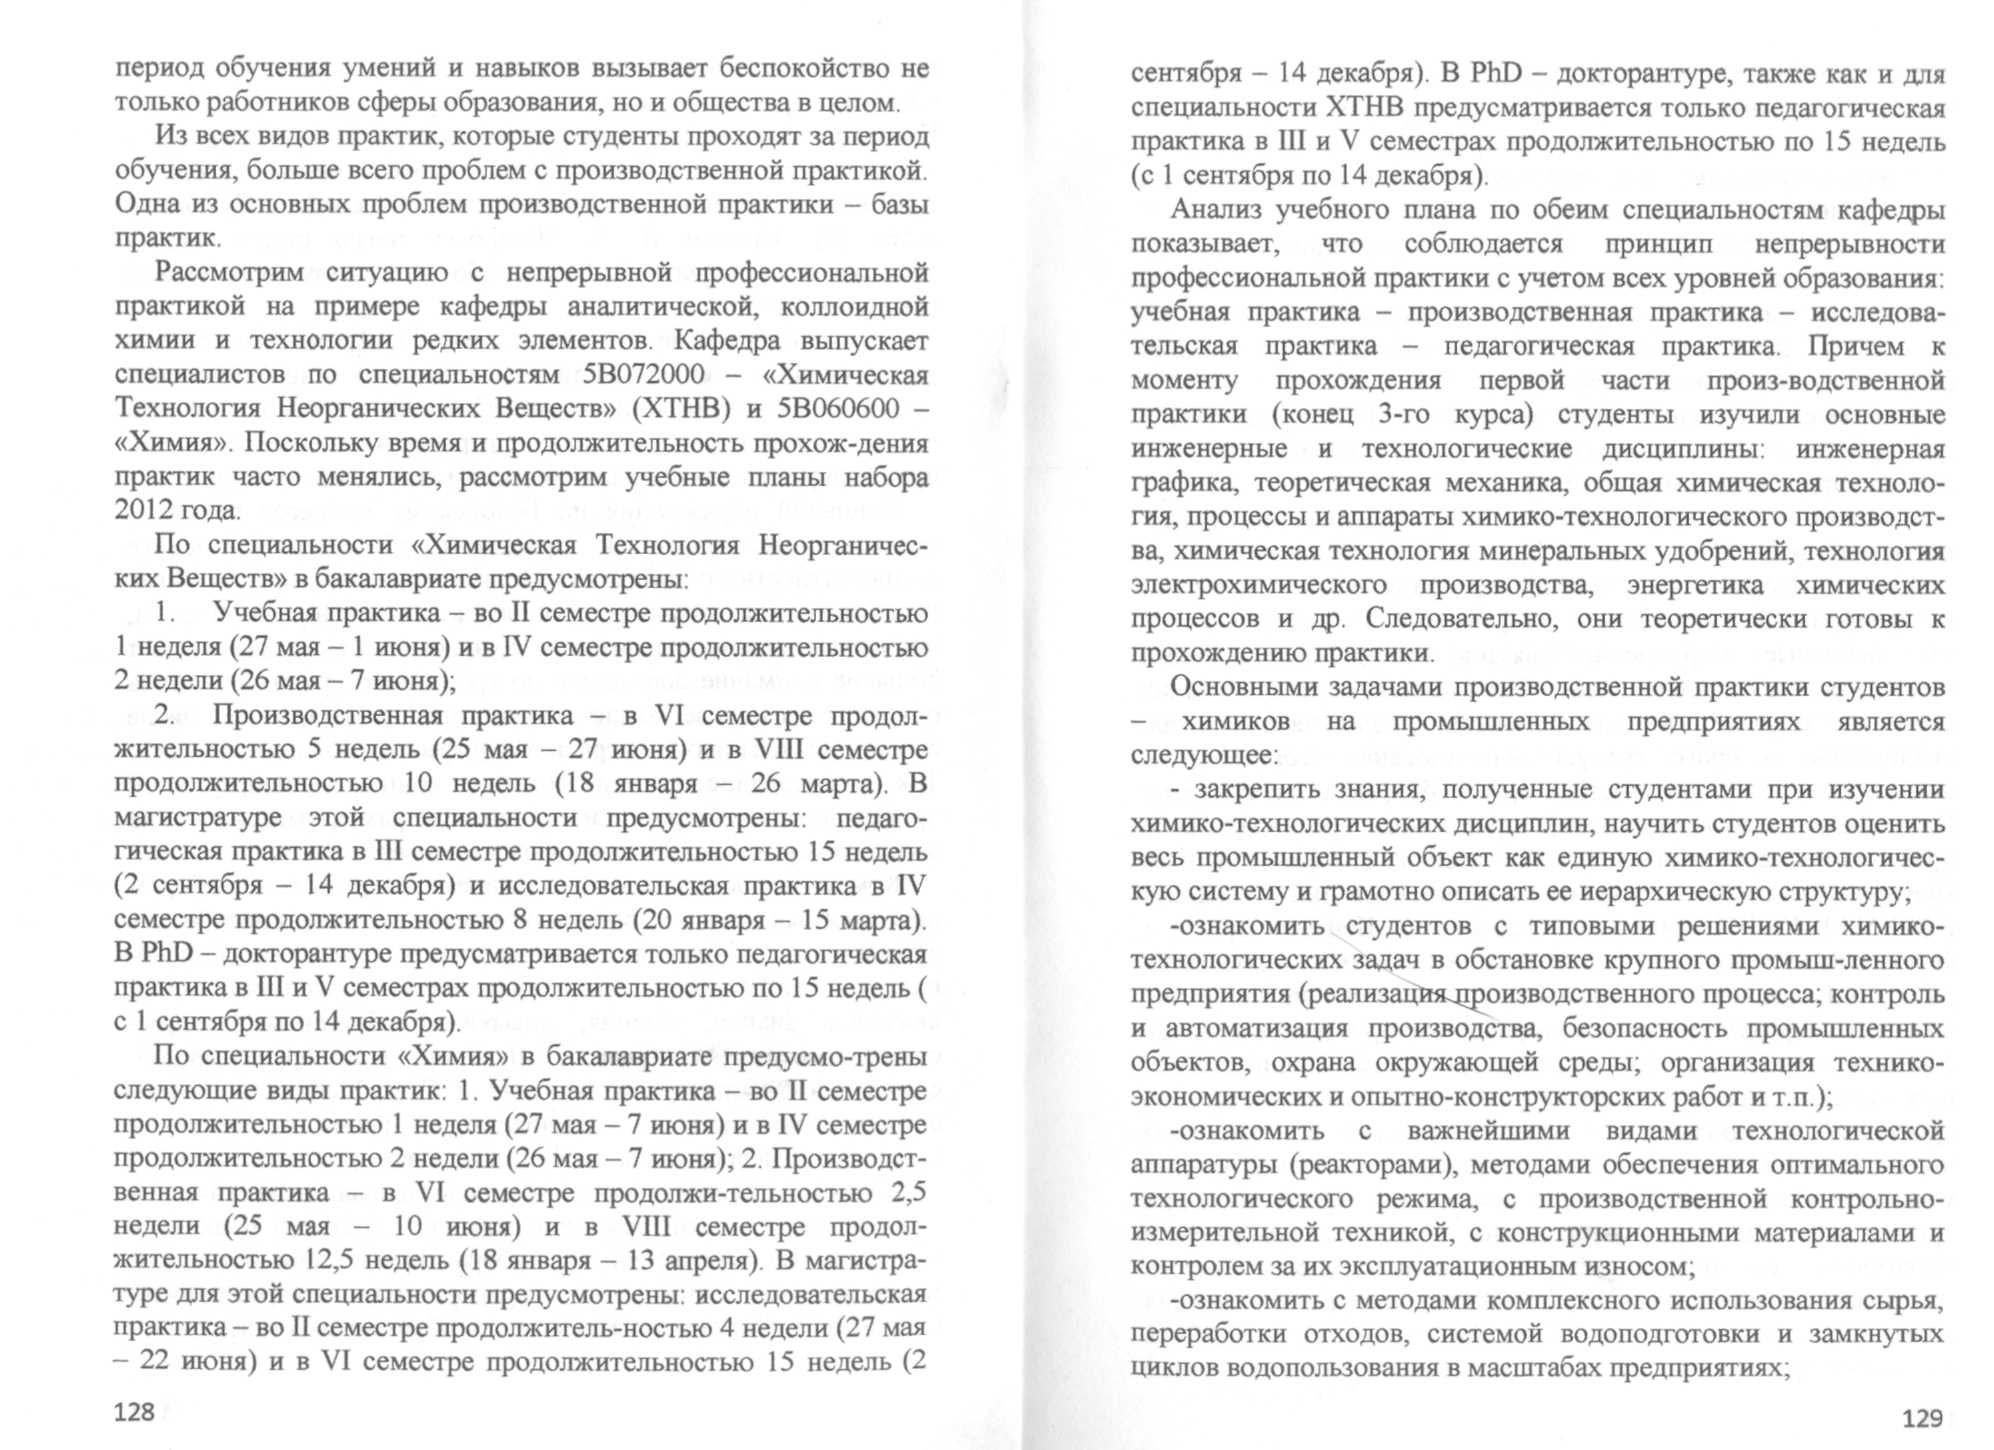 период обучения умений и навыков вызывает беспокойство не
только работников сферы образования, но и общества в целом.
Из всех видов практик, которые студенты проходят за период
обучения, больше всего проблем с производственной практикой.
Одна из основных проблем производственной практики – базы
практик.
Рассмотрим ситуацию с непрерывной профессиональной
практикой на примере кафедры аналитической, коллоидной
химии и технологии редких элементов. Кафедра выпускает
специалистов по специальностям 5В072000 – «Химическая
Технология Неорганических Веществ» (ХТНВ) и 5В060600 –
«Химия». Поскольку время и продолжительность прохож-дения
практик часто менялись, рассмотрим учебные планы набора
2012 года.
По специальности «Химическая Технология Неорганичес-
ких Веществ» в бакалавриате предусмотрены:
1. Учебная практика – во II семестре продолжительностью
1 неделя (27 мая – 1 июня) и в IV семестре продолжительностью
2 недели (26 мая – 7 июня);
2. Производственная практика – в VI семестре продол-
жительностью 5 недель (25 мая – 27 июня) и в VIII семестре
продолжительностью 10 недель (18 января – 26 марта). В
магистратуре этой специальности предусмотрены: педаго-
гическая практика в III семестре продолжительностью 15 недель
(2 сентября – 14 декабря) и исследовательская практика в IV
семестре продолжительностью 8 недель (20 января – 15 марта).
В PhD – докторантуре предусматривается только педагогическая
практика в III и V семестрах продолжительностью по 15 недель (
с 1 сентября по 14 декабря).
По специальности «Химия» в бакалавриате предусмо-трены
следующие виды практик: 1. Учебная практика – во II семестре
продолжительностью 1 неделя (27 мая – 7 июня) и в IV семестре
продолжительностью 2 недели (26 мая – 7 июня); 2. Производст-
венная практика – в VI семестре продолжи-тельностью 2,5
недели (25 мая – 10 июня) и в VIII семестре продол-
жительностью 12,5 недель (18 января – 13 апреля). В магистра-
туре для этой специальности предусмотрены: исследовательская
практика – во II семестре продолжитель-ностью 4 недели (27 мая
– 22 июня) и в VI семестре продолжительностью 15 недель (2
128
сентября – 14 декабря). В PhD – докторантуре, также как и для
специальности ХТНВ предусматривается только педагогическая
практика в III и V семестрах продолжительностью по 15 недель
(с 1 сентября по 14 декабря).
Анализ учебного плана по обеим специальностям кафедры
показывает, что соблюдается принцип непрерывности
профессиональной практики с учетом всех уровней образования:
учебная практика – производственная практика – исследова-
тельская практика – педагогическая практика. Причем к
моменту прохождения первой части произ-водственной
практики (конец 3-го курса) студенты изучили основные
инженерные и технологические дисциплины: инженерная
графика, теоретическая механика, общая химическая техноло-
гия, процессы и аппараты химико-технологического производст-
ва, химическая технология минеральных удобрений, технология
электрохимического производства, энергетика химических
процессов и др. Следовательно, они теоретически готовы к
прохождению практики.
Основными задачами производственной практики студентов
– химиков на промышленных предприятиях является
следующее:
- закрепить знания, полученные студентами при изучении
химико-технологических дисциплин, научить студентов оценить
весь промышленный объект как единую химико-технологичес-
кую систему и грамотно описать ее иерархическую структуру;
-ознакомить студентов с типовыми решениями химико-
технологических задач в обстановке крупного промыш-ленного
предприятия (реализация производственного процесса; контроль
и автоматизация производства, безопасность промышленных
объектов, охрана окружающей среды; организация технико-
экономических и опытно-конструкторских работ и т.п.);
-ознакомить с важнейшими видами технологической
аппаратуры (реакторами), методами обеспечения оптимального
технологического режима, с производственной контрольно-
измерительной техникой, с конструкционными материалами и
контролем за их эксплуатационным износом;
-ознакомить с методами комплексного использования сырья,
переработки отходов, системой водоподготовки и замкнутых
циклов водопользования в масштабах предприятиях;
129